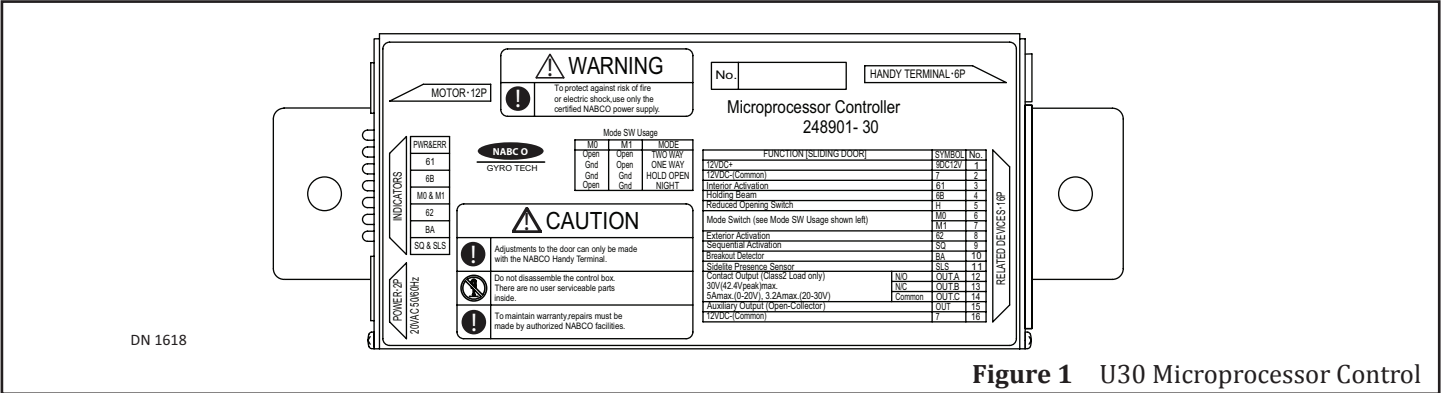 WARNING
To protect against risk of fire
or electric shock,use only the
certified NABCO power supply.
No.
HANDY TERMINAL·6P
MOTOR·12P
Microprocessor Controller
248901- 30
INDICATORS
PWR&ERR
61
6B
M0 & M1
62
BA
SQ & SLS
NABC O
GYRO TECH
Mode SW Usage
M0 M1 MODE
Open Open TWO WAY
Gnd Open ONE WAY
Gnd Gnd HOLD OPEN
Open Gnd NIGHT
FUNCTION [SLIDING DOOR] SYMBOL No.
12VDC+ 9DC12V 1
12VDC-(Common) 7 2
Interior Activation 61 3
Holding Beam 6B 4
Reduced Opening Switch H 5
Mode Switch (see Mode SW Usage shown left) M0 6
M1 7
Exterior Activation 62 8
Sequential Activation SQ 9
Breakout Detector BA 10
Sidelite Presence Sensor SLS 11
Contact Output (Class2 Load only) N/O OUT.A 12
30V(42.4Vpeak)max. N/C OUT.B 13
5Amax.(0-20V), 3.2Amax.(20-30V) Common OUT.C 14
Auxiliary Output (Open-Collector) OUT 15
12VDC-(Common) 7 16
RELATED DEVICES·16P
CAUTION
Adjustments to the door can only be made
with the NABCO Handy Terminal.
Do not disassemble the control box.
There are no user serviceable parts
inside.
To maintain warranty,repairs must be
made by authorized NABCO facilities.
POWER·2P
20VAC50/60Hz
DN 1618
Figure 1 U30 Microprocessor Control